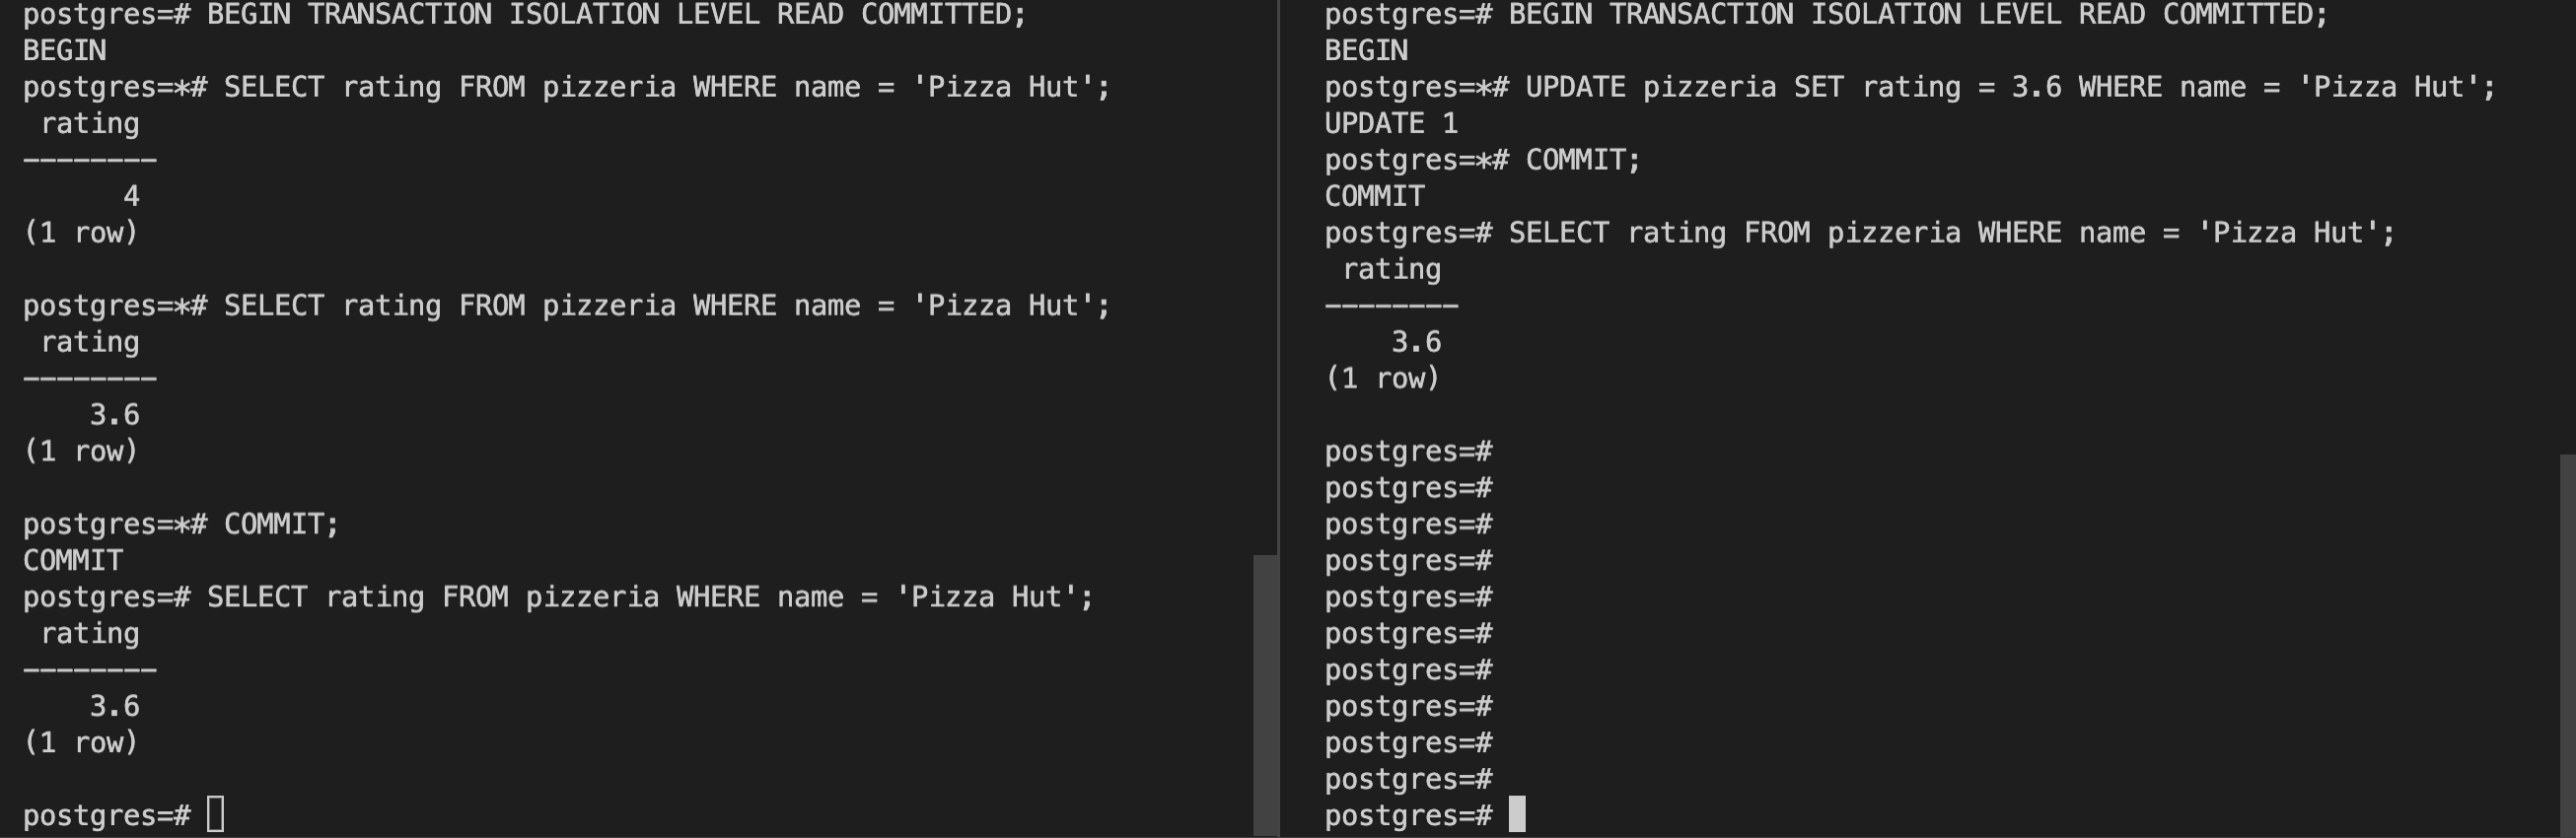 postgres=# BEGIN TRANSACTION ISOLATION LEVEL READ COMMITTED;
BEGIN
postgres=*# SELECT rating FROM pizzeria WHERE name = 'Pizza Hut';
 rating
--------
      4
(1 row)

postgres=*# SELECT rating FROM pizzeria WHERE name = 'Pizza Hut';
 rating
--------
    3.6
(1 row)

postgres=*# COMMIT;
COMMIT
postgres=# SELECT rating FROM pizzeria WHERE name = 'Pizza Hut';
 rating
--------
    3.6
(1 row)

postgres=#
postgres=# BEGIN TRANSACTION ISOLATION LEVEL READ COMMITTED;
BEGIN
postgres=*# UPDATE pizzeria SET rating = 3.6 WHERE name = 'Pizza Hut';
UPDATE 1
postgres=*# COMMIT;
COMMIT
postgres=# SELECT rating FROM pizzeria WHERE name = 'Pizza Hut';
 rating
--------
    3.6
(1 row)

postgres=#
postgres=#
postgres=#
postgres=#
postgres=#
postgres=#
postgres=#
postgres=#
postgres=#
postgres=#
postgres=#